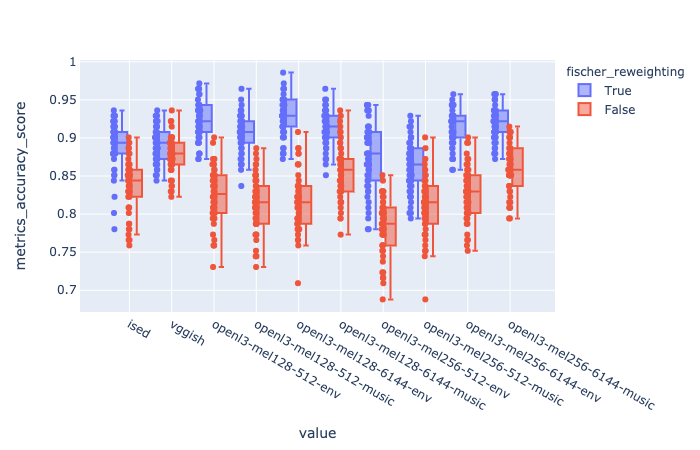 fischer_reweighting
True
False
metrics_accuracy_score
1
0.95
0.9
0.85
0.8
0.75
0.7
ised
vggish
openl3-mel128-512-env
openl3-mel128-512-music
openl3-mel128-6144-env
openl3-mel128-6144-music
openl3-mel256-512-env
openl3-mel256-512-music
openl3-mel256-6144-env
openl3-mel256-6144-music
value